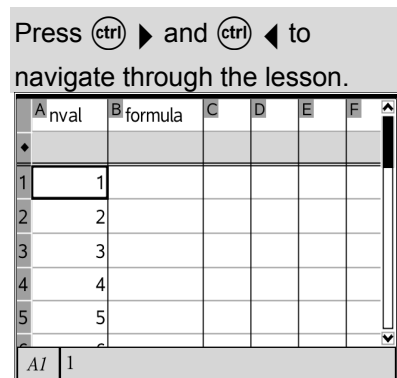 Press ctrl ▶ and ctrl ◀ to
navigate through the lesson.
A nval B formula C D E F
◆
1 1
2 2
3 3
4 4
5 5
A1 1